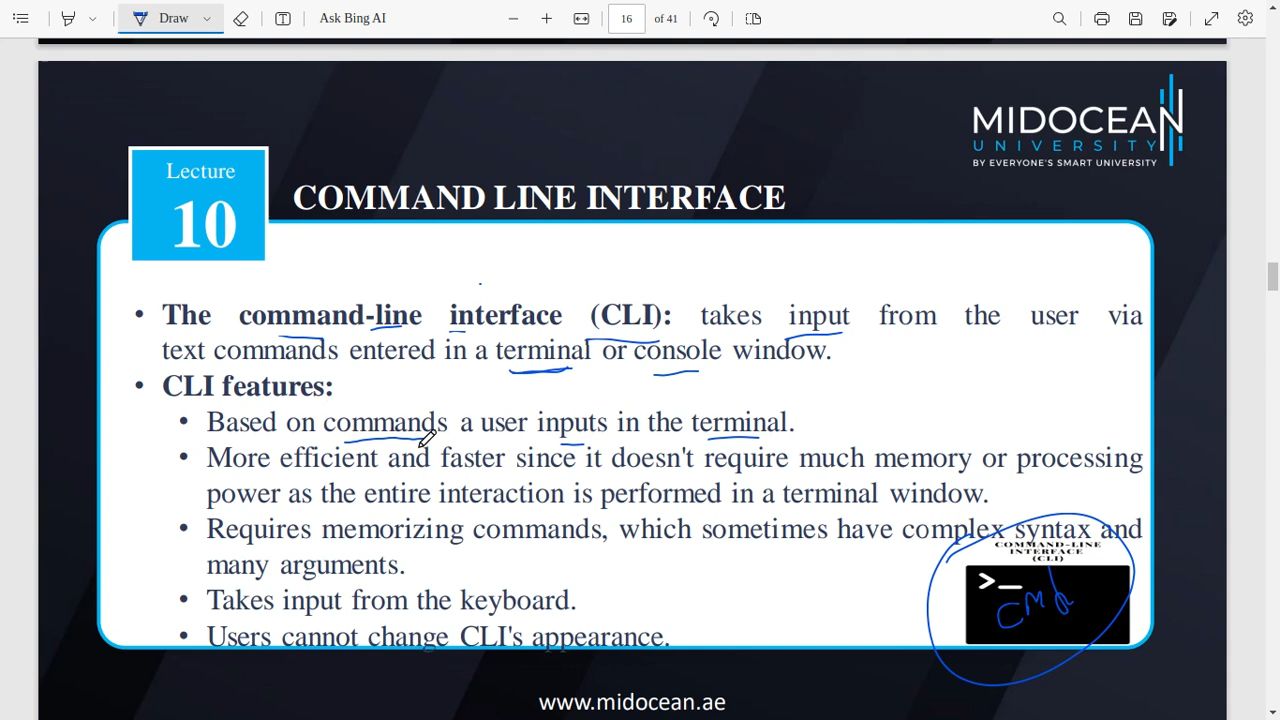 Draw
Ask Bing AI
16 of 41
MIDOCEAN
UNIVERSITY
BY EVERYONE'S SMART UNIVERSITY
Lecture
10
COMMAND LINE INTERFACE
• The command-line interface (CLI): takes input from the user via
text commands entered in a terminal or console window.
• CLI features:
• Based on commands a user inputs in the terminal.
• More efficient and faster since it doesn't require much memory or processing
power as the entire interaction is performed in a terminal window.
• Requires memorizing commands, which sometimes have complex syntax and
many arguments.
• Takes input from the keyboard.
• Users cannot change CLI's appearance.
COMMAND-LINE
INTERFACE
(CLI)
>_
CMd
www.midocean.ae